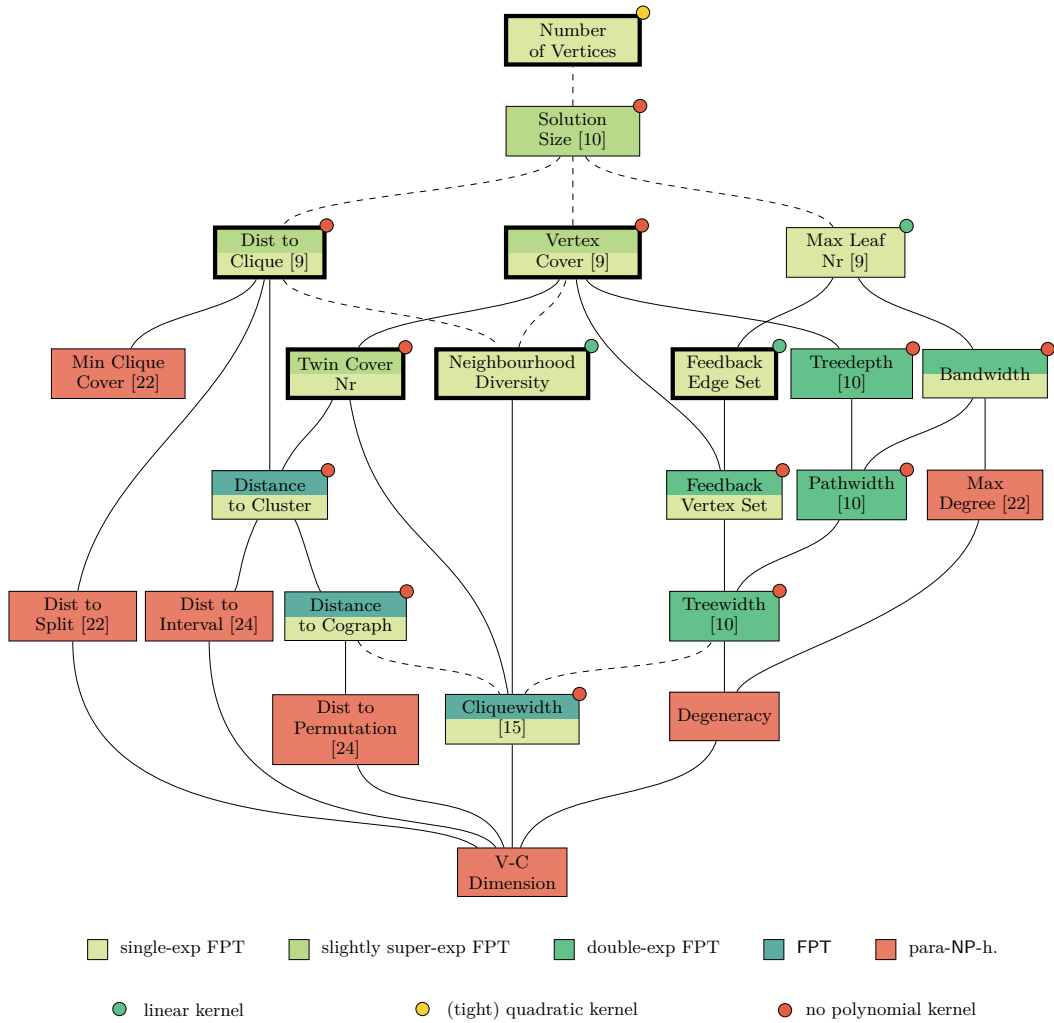 Number
of Vertices
Solution
Size [10]
Dist to
Clique [9]
Vertex
Cover [9]
Max Leaf
Nr [9]
Min Clique
Cover [22]
Twin Cover
Nr
Neighbourhood
Diversity
Feedback
Edge Set
Treedepth
[10]
Bandwidth
Distance
to Cluster
Feedback
Vertex Set
Pathwidth
[10]
Max
Degree [22]
Dist to
Split [22]
Dist to
Interval [24]
Distance
to Cograph
Treewidth
[10]
Dist to
Permutation
[24]
Cliquewidth
[15]
Degeneracy
V-C
Dimension
single-exp FPT
slightly super-exp FPT
double-exp FPT
FPT
para-NP-h.
linear kernel
(tight) quadratic kernel
no polynomial kernel